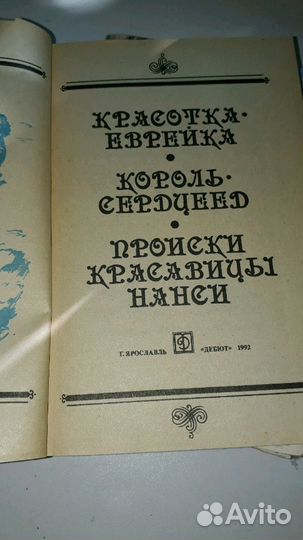 КРАСОТКА-
ЕВРЕЙКА
•
КОРОЛЬ-
СЕРДЦЕЕД
•
ПРОИСКИ
КРАСАВИЦЫ
НАНСИ
Г. ЯРОСЛАВЛЬ Д «ДЕБЮТ» 1992
Avito